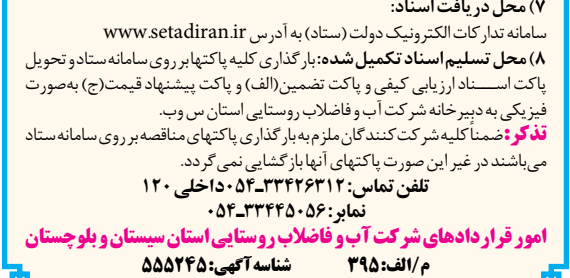 ۷) محل دریافت اسناد:
سامانه تدارکات الکترونیک دولت (ستاد) به آدرس www.setadiran.ir
۸) محل تسلیم اسناد تکمیل شده: بارگذاری کلیه پاکتها بر روی سامانه ستاد و تحویل
پاکت اســـناد ارزیابی کیفی و پاکت تضمین(الف) و پاکت پیشنهاد قیمت(ج) به‌صورت
فیزیکی به دبیرخانه شرکت آب و فاضلاب روستایی استان س وب.
تذکر: ضمناً کلیه شرکت کنندگان ملزم به بارگذاری پاکتهای مناقصه بر روی سامانه ستاد
می‌باشند در غیر این صورت پاکتهای آنها بازگشایی نمی گردد.
تلفن تماس: ۳۳۴۲۶۳۱۲-۰۵۴ داخلی ۱۲۰
نمابر: ۳۳۴۴۵۰۵۶-۰۵۴
امور قراردادهای شرکت آب و فاضلاب روستایی استان سیستان و بلوچستان
م/الف: ۳۹۵ شناسه آگهی: ۵۵۵۲۴۵